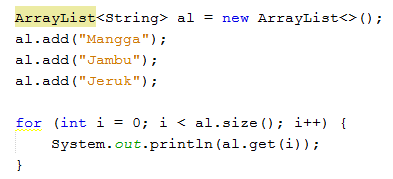 ArrayList<String> al = new ArrayList<>();
al.add("Mangga");
al.add("Jambu");
al.add("Jeruk");
for (int i = 0; i < al.size(); i++) {
System.out.println(al.get(i));
}